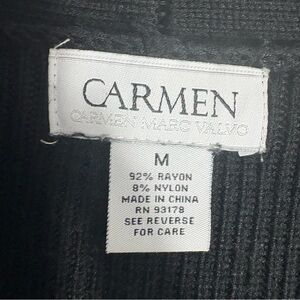 CARMEN
CARMEN MARC VALVO
M
92% RAYON
8% NYLON
MADE IN CHINA
RN 93178
SEE REVERSE
FOR CARE